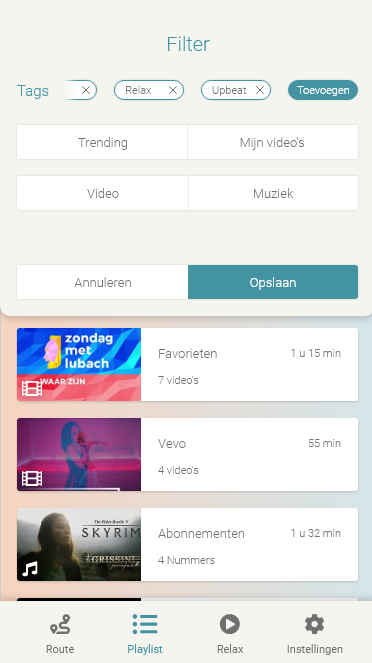 Filter
Tags
Relax
Upbeat
Toevoegen
Trending
Mijn video's
Video
Muziek
Annuleren
Opslaan
zondag
met
lubach
WAAR ZIJN
Favorieten
1 u 15 min
7 video's
Vevo
55 min
4 video's
The Elder Scrolls V
SKYRIM
GRISSINI
project
Abonnementen
1 u 32 min
4 Nummers
Route
Playlist
Relax
Instellingen